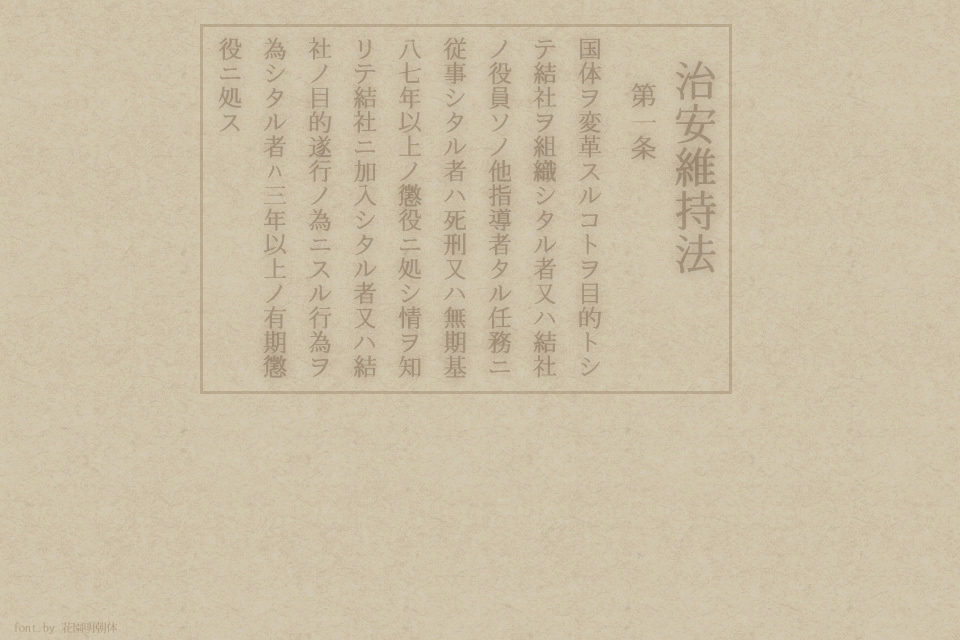 治安維持法
第一条
国体ヲ変革スルコトヲ目的トシ
テ結社ヲ組織シタル者又ハ結社
ノ役員ソノ他指導者タル任務ニ
従事シタル者ハ死刑又ハ無期基
八七年以上ノ懲役ニ処シ情ヲ知
リテ結社ニ加入シタル者又ハ結
社ノ目的遂行ノ為ニスル行為ヲ
為シタル者ハ三年以上ノ有期懲
役ニ処ス
font by 花園明朝体